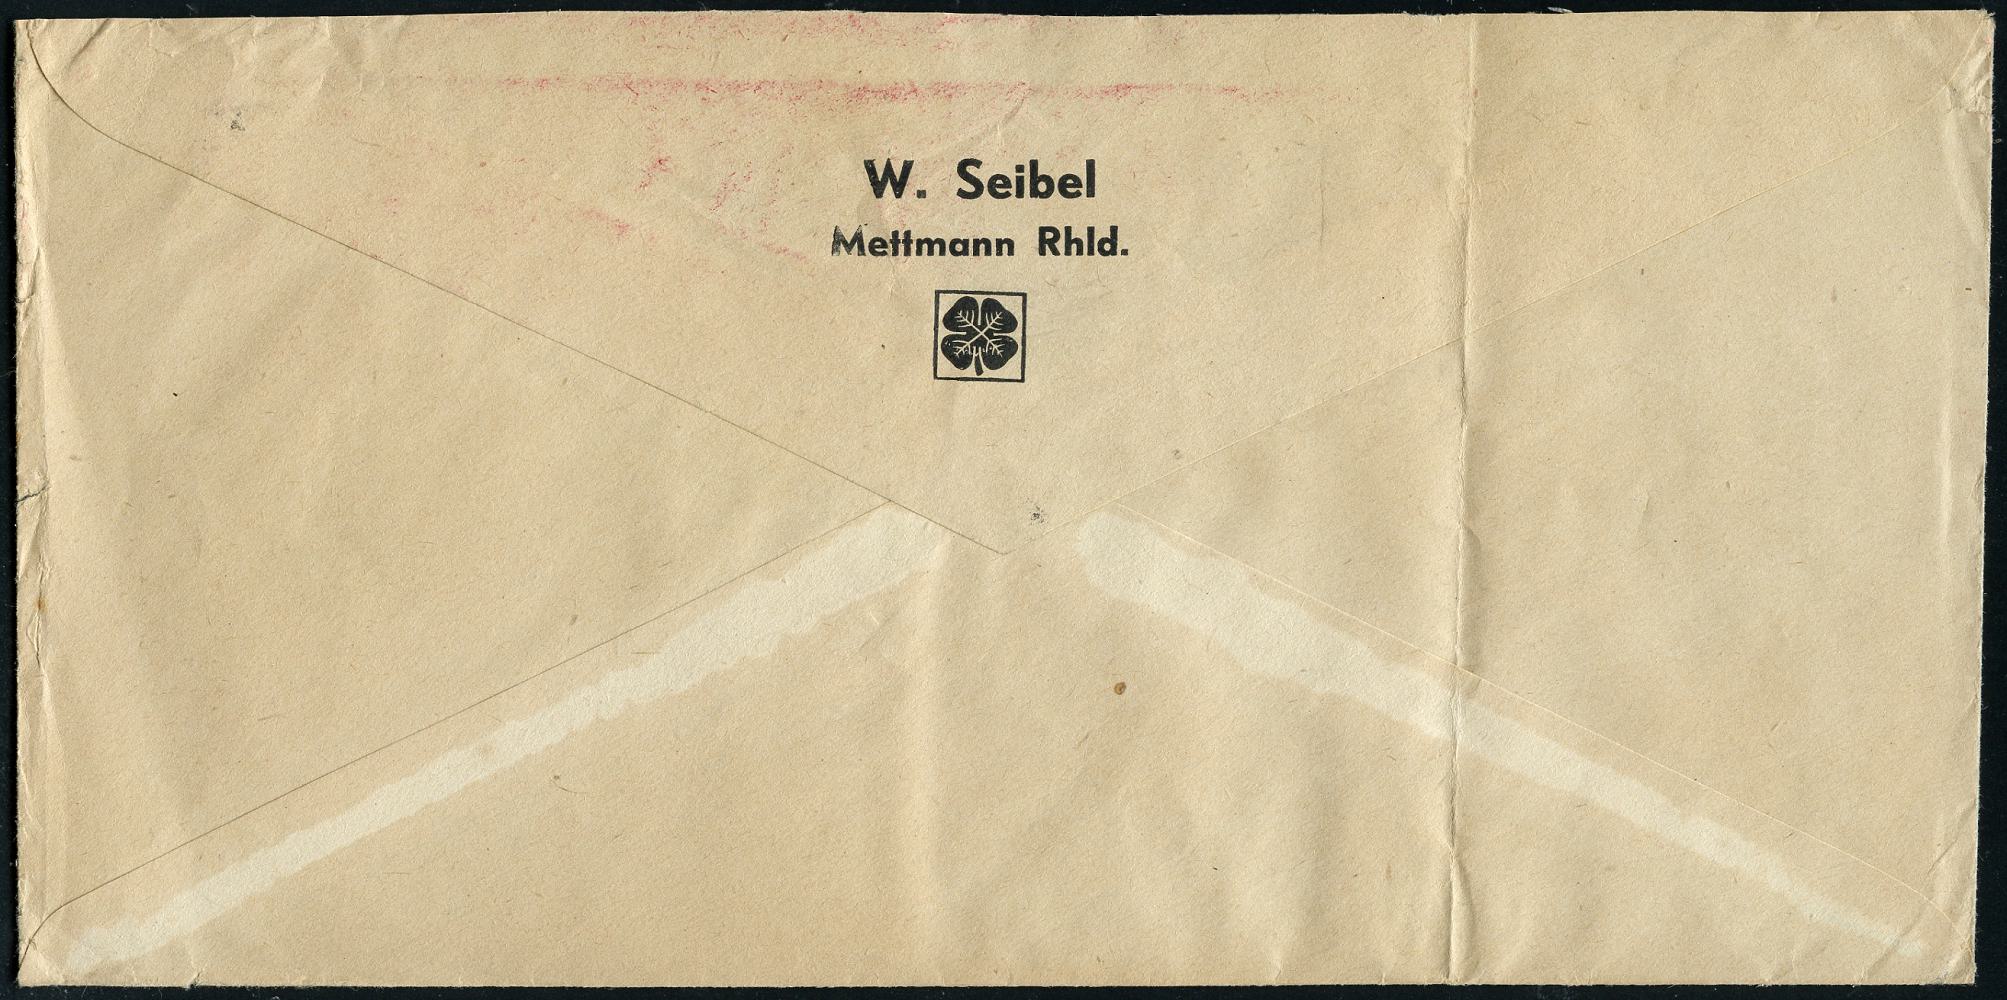 W. Seibel
Mettmann Rhld.